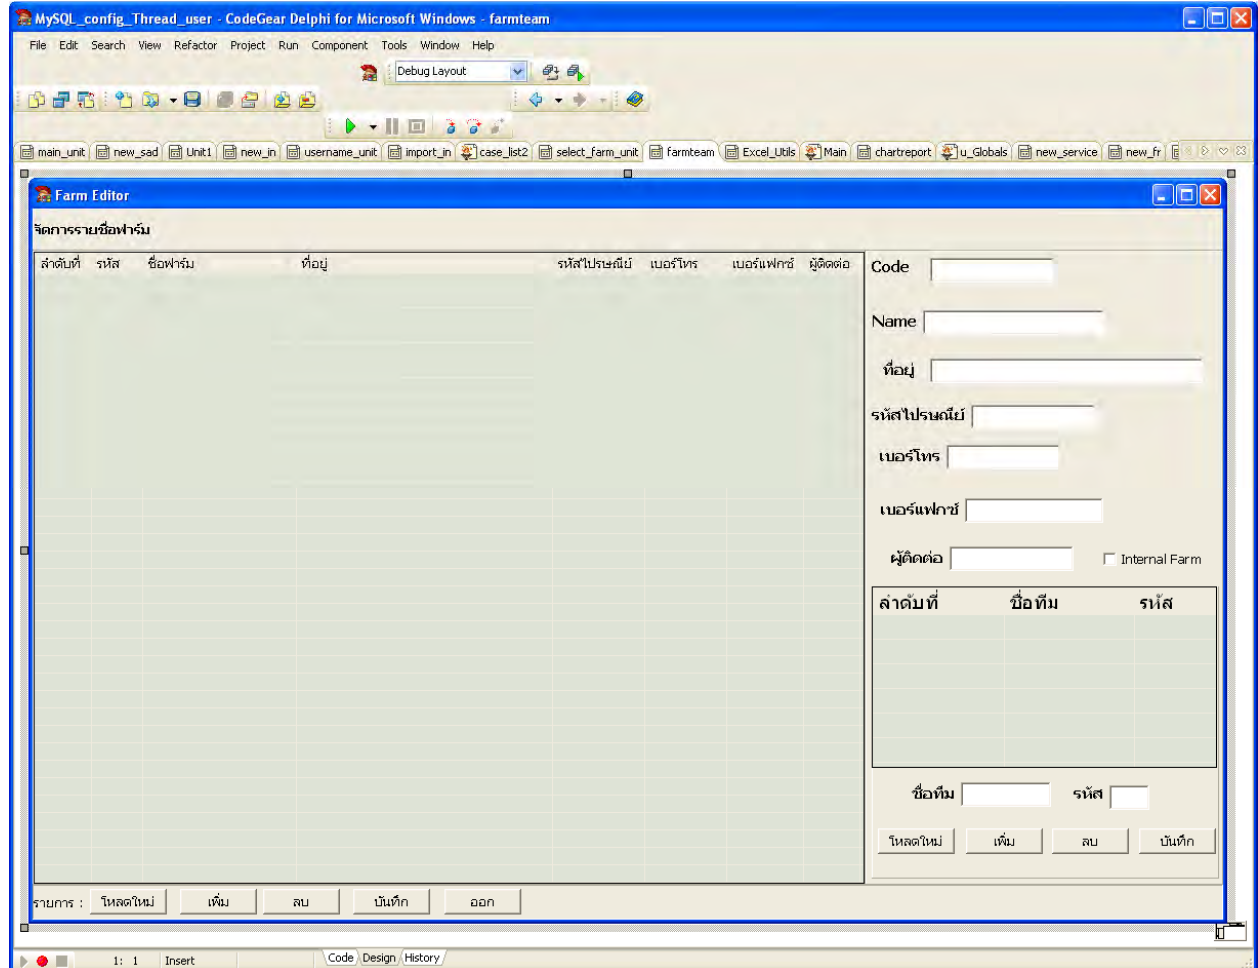 MySQL_config_Thread_user - CodeGear Delphi for Microsoft Windows - farmteam
File Edit Search View Refactor Project Run Component Tools Window Help
Debug Layout
main_unit new_sad Unit1 new_in username_unit import_in case_list2 select_farm_unit farmteam Excel_Utils Main chartreport u_Globals new_service new_fr
Farm Editor
จัดการรายชื่อฟาร์ม
ลำดับที่ รหัส ชื่อฟาร์ม ที่อยู่ รหัสไปรษณีย์ เบอร์โทร เบอร์แฟกซ์ ผู้ติดต่อ
Code
Name
ที่อยู่
รหัสไปรษณีย์
เบอร์โทร
เบอร์แฟกซ์
ผู้ติดต่อ Internal Farm
ลำดับที่ ชื่อทีม รหัส
ชื่อทีม รหัส
โหลดใหม่ เพิ่ม ลบ บันทึก
รายการ : โหลดใหม่ เพิ่ม ลบ บันทึก ออก
1: 1 Insert Code Design History